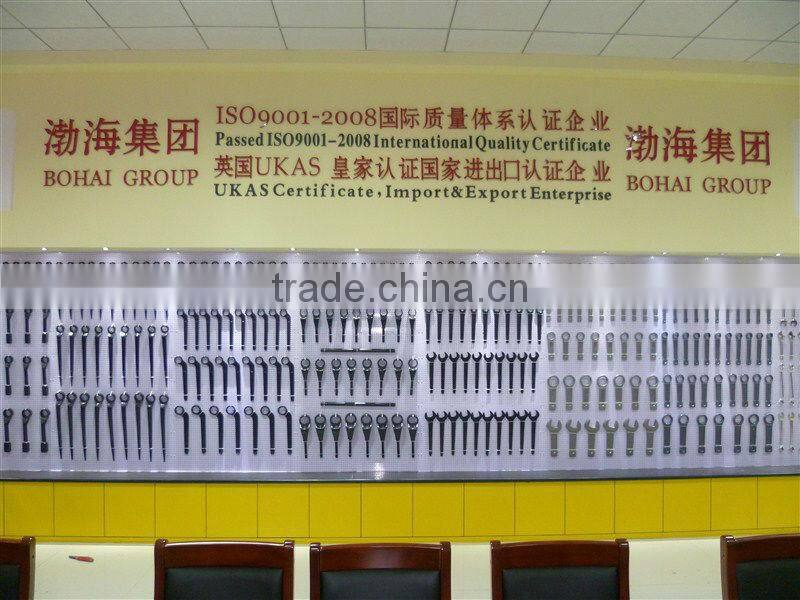 渤海集团
BOHAI GROUP
ISO9001-2008国际质量体系认证企业
Passed ISO9001-2008 International Quality Certificate
英国UKAS 皇家认证国家进出口认证企业
UKAS Certificate, Import&Export Enterprise
渤海集团
BOHAI GROUP
trade.china.cn